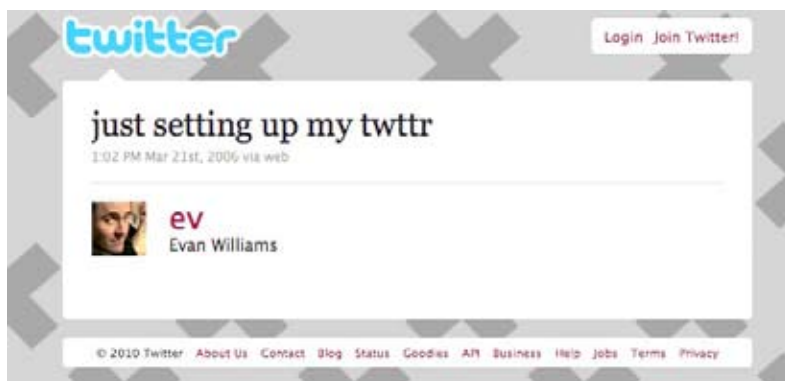 twitter
Login Join Twitter!
just setting up my twttr
1:02 PM Mar 21st, 2006 via web
ev
Evan Williams
© 2010 Twitter About Us Contact Blog Status Goodies API Business Help Jobs Terms Privacy